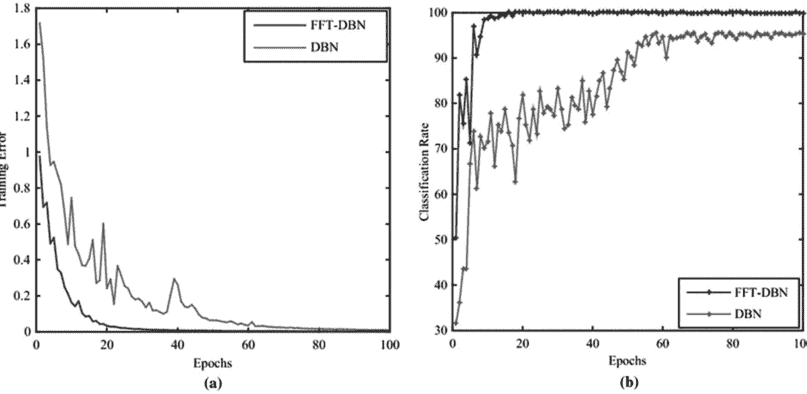 1.8
1.6
1.4
1.2
1
0.8
0.6
0.4
0.2
0
Training Error
FFT-DBN
DBN
0 20 40 60 80 100
Epochs
(a)
100
90
80
70
60
50
40
30
Classification Rate
FFT-DBN
DBN
0 20 40 60 80 100
Epochs
(b)